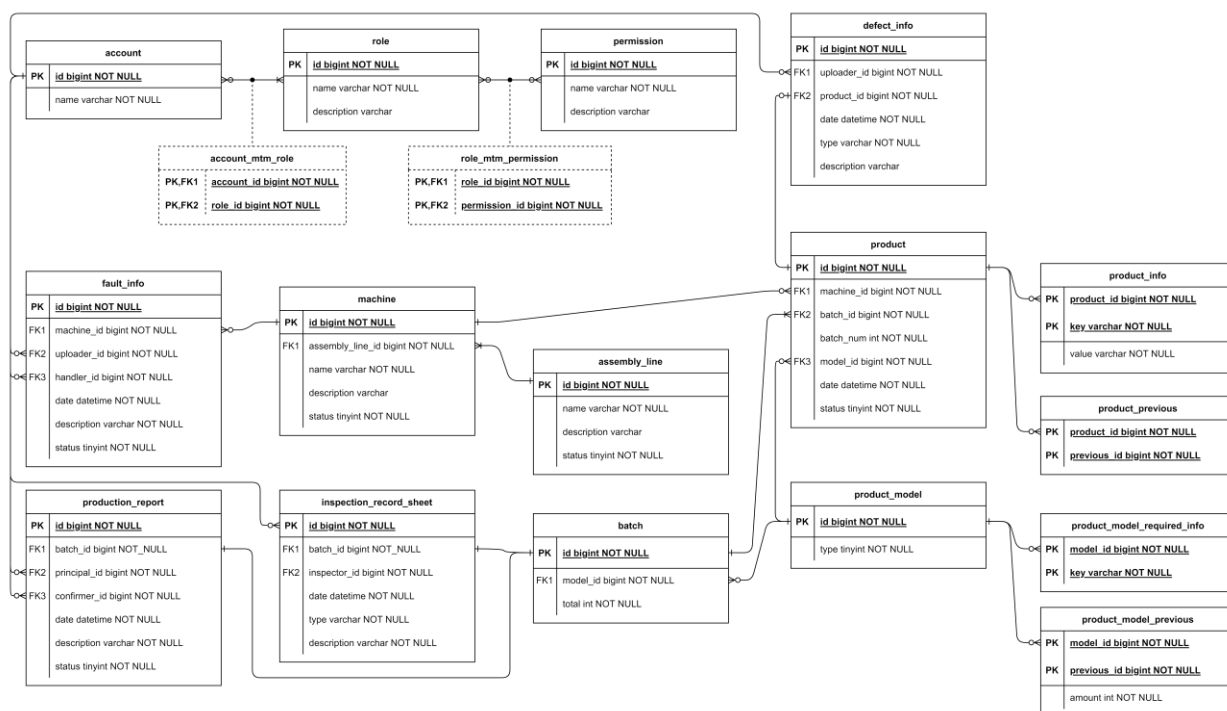 account
PK id bigint NOT NULL
name varchar NOT NULL
role
PK id bigint NOT NULL
name varchar NOT NULL
description varchar
permission
PK id bigint NOT NULL
name varchar NOT NULL
description varchar
defect_info
PK id bigint NOT NULL
FK1 uploader_id bigint NOT NULL
FK2 product_id bigint NOT NULL
date datetime NOT NULL
type varchar NOT NULL
description varchar
account_mtm_role
PK,FK1 account_id bigint NOT NULL
PK,FK2 role_id bigint NOT NULL
role_mtm_permission
PK,FK1 role_id bigint NOT NULL
PK,FK2 permission_id bigint NOT NULL
fault_info
PK id bigint NOT NULL
FK1 machine_id bigint NOT NULL
FK2 uploader_id bigint NOT NULL
FK3 handler_id bigint NOT NULL
date datetime NOT NULL
description varchar NOT NULL
status tinyint NOT NULL
machine
PK id bigint NOT NULL
FK1 assembly_line_id bigint NOT NULL
name varchar NOT NULL
description varchar
status tinyint NOT NULL
assembly_line
PK id bigint NOT NULL
name varchar NOT NULL
description varchar
status tinyint NOT NULL
product
PK id bigint NOT NULL
FK1 machine_id bigint NOT NULL
FK2 batch_id bigint NOT NULL
batch_num int NOT NULL
FK3 model_id bigint NOT NULL
date datetime NOT NULL
status tinyint NOT NULL
product_info
PK product_id bigint NOT NULL
PK key varchar NOT NULL
value varchar NOT NULL
product_previous
PK product_id bigint NOT NULL
PK previous_id bigint NOT NULL
production_report
PK id bigint NOT NULL
FK1 batch_id bigint NOT_NULL
FK2 principal_id bigint NOT NULL
FK3 confirmer_id bigint NOT NULL
date datetime NOT NULL
description varchar NOT NULL
status tinyint NOT NULL
inspection_record_sheet
PK id bigint NOT NULL
FK1 batch_id bigint NOT_NULL
FK2 inspector_id bigint NOT NULL
date datetime NOT NULL
type varchar NOT NULL
description varchar NOT NULL
batch
PK id bigint NOT NULL
FK1 model_id bigint NOT NULL
total int NOT NULL
product_model
PK id bigint NOT NULL
type tinyint NOT NULL
product_model_required_info
PK model_id bigint NOT NULL
PK key varchar NOT NULL
product_model_previous
PK model_id bigint NOT NULL
PK previous_id bigint NOT NULL
amount int NOT NULL